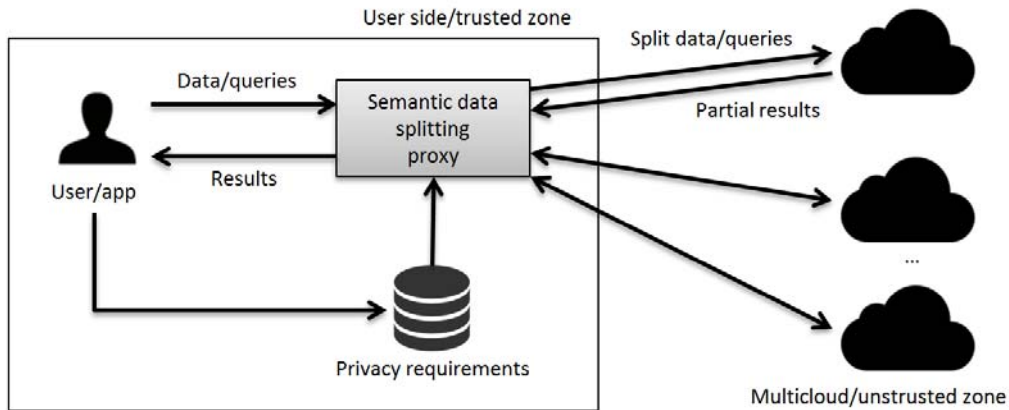 User side/trusted zone
Split data/queries
Data/queries
Semantic data
splitting
proxy
Partial results
Results
User/app
...
Privacy requirements
Multicloud/unstrusted zone